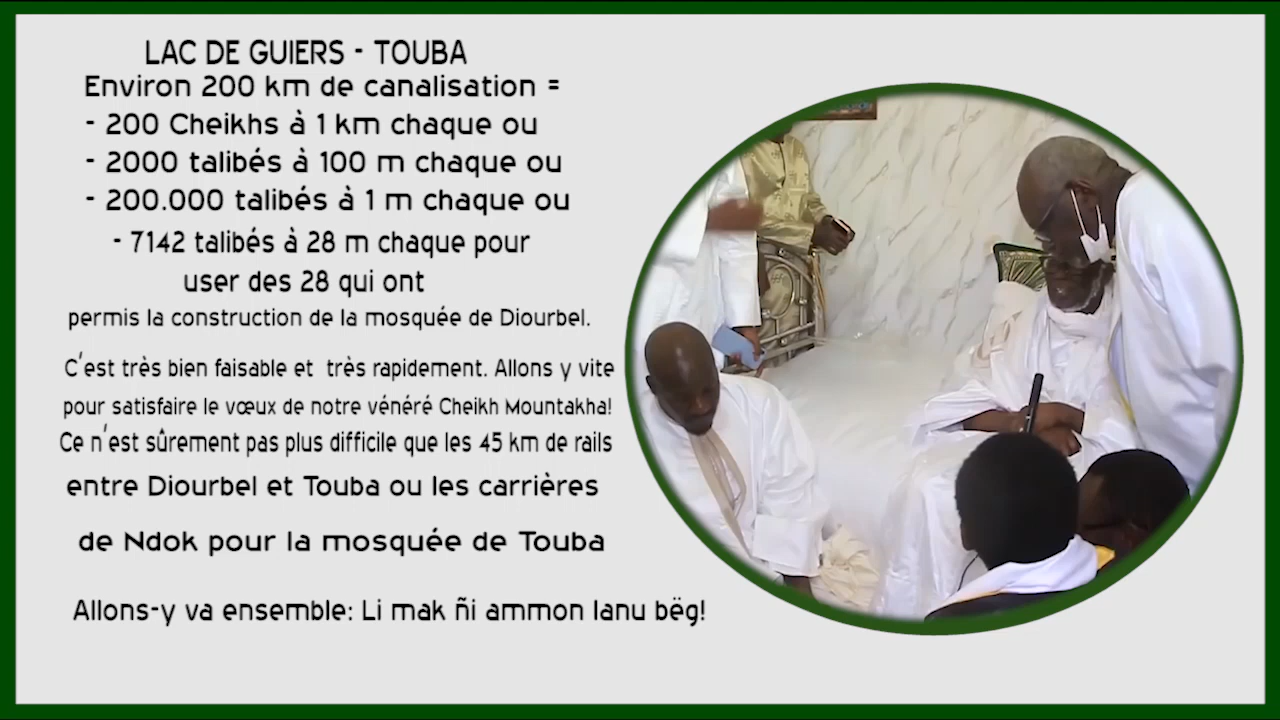 LAC DE GUIERS - TOUBA
Environ 200 km de canalisation =
- 200 Cheikhs à 1 km chaque ou
- 2000 talibés à 100 m chaque ou
- 200.000 talibés à 1 m chaque ou
- 7142 talibés à 28 m chaque pour
user des 28 qui ont
permis la construction de la mosquée de Diourbel.
C'est très bien faisable et très rapidement. Allons y vite
pour satisfaire le vœux de notre vénéré Cheikh Mountakha!
Ce n'est sûrement pas plus difficile que les 45 km de rails
entre Diourbel et Touba ou les carrières
de Ndok pour la mosquée de Touba
Allons-y va ensemble: Li mak ñi ammon lanu bëg!